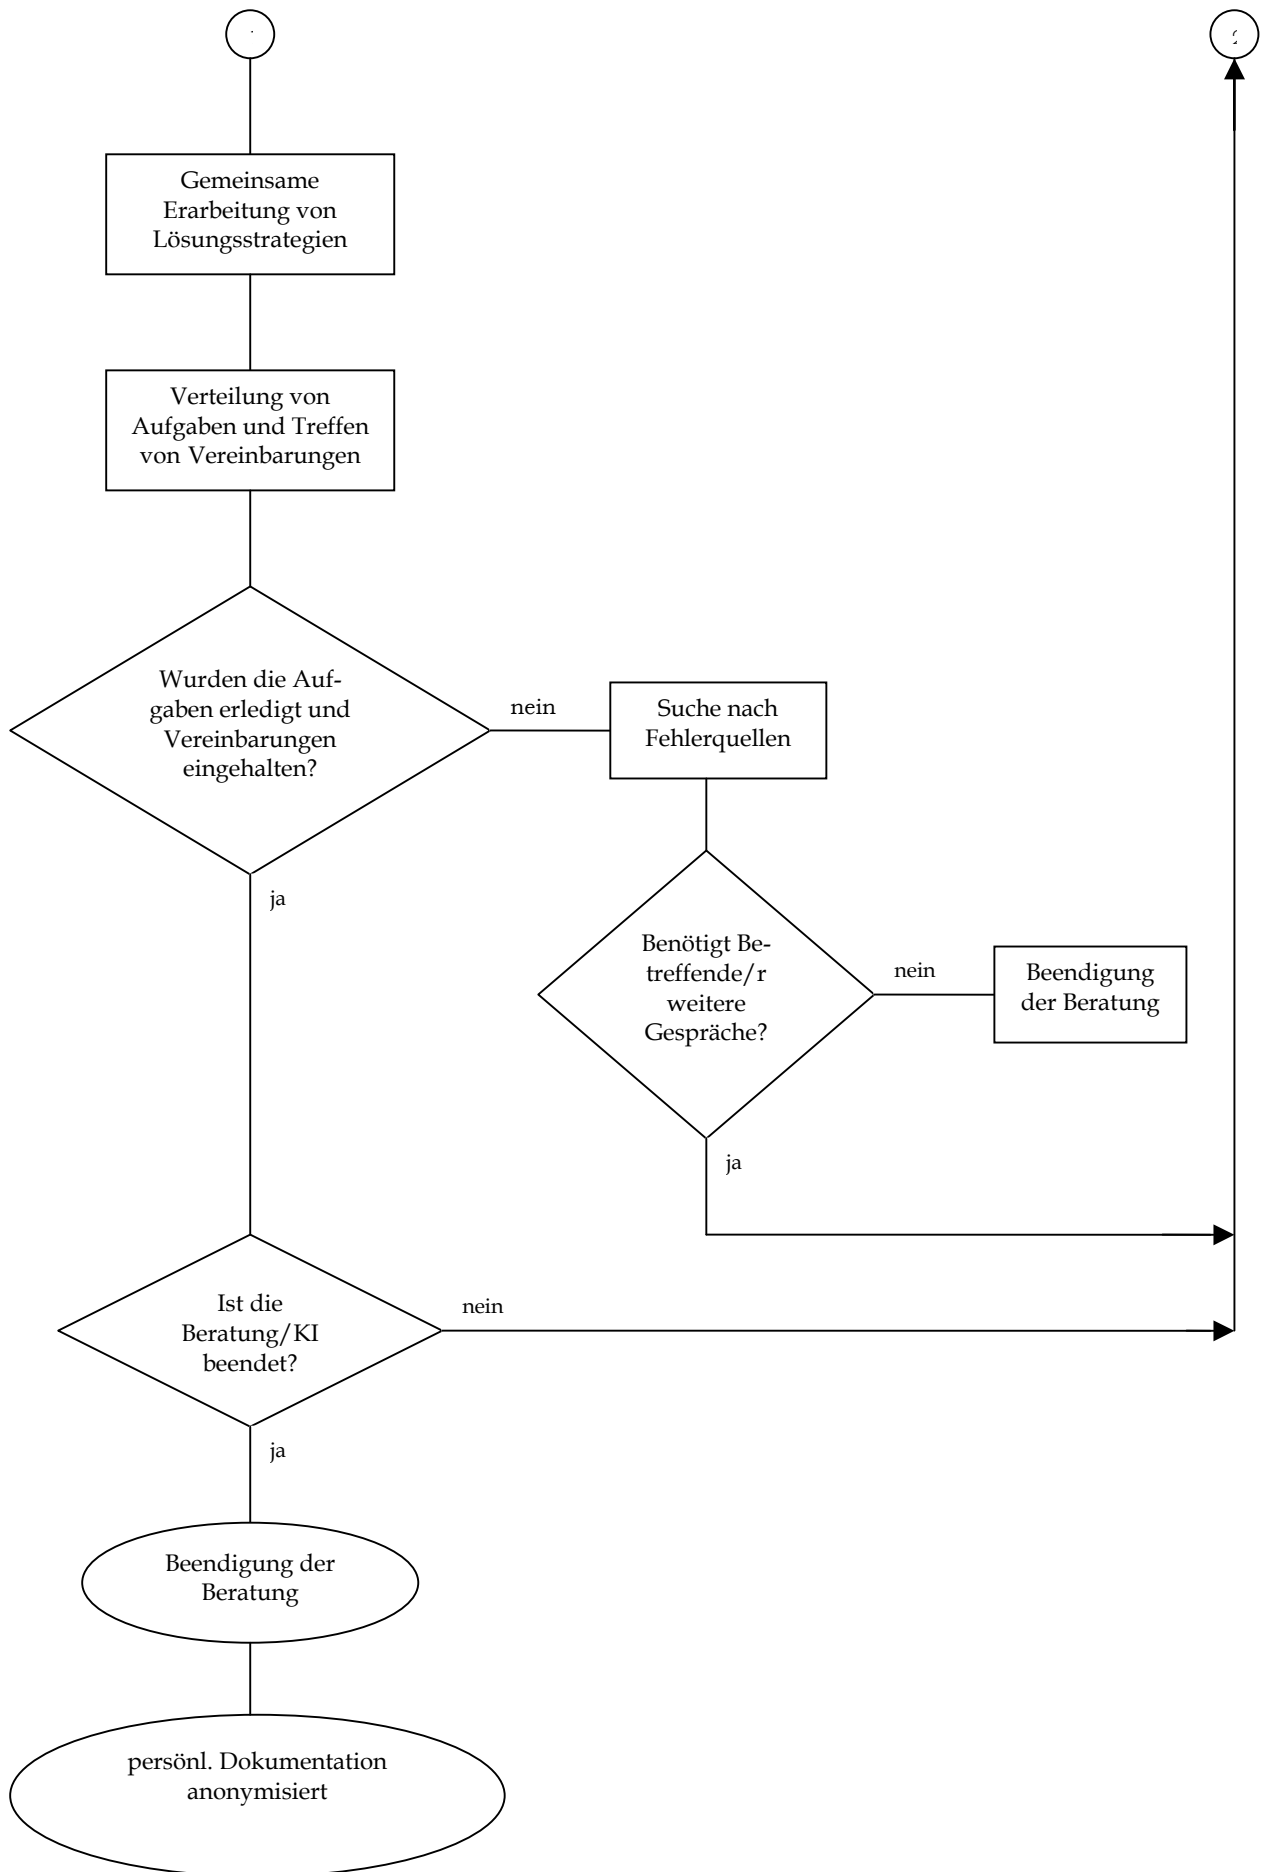 Gemeinsame
Erarbeitung von
Lösungsstrategien
Verteilung von
Aufgaben und Treffen
von Vereinbarungen
Wurden die Auf-
gaben erledigt und
Vereinbarungen
eingehalten?
nein
Suche nach
Fehlerquellen
ja
Benötigt Be-
treffende/r
weitere
Gespräche?
nein
Beendigung
der Beratung
ja
Ist die
Beratung/KI
beendet?
nein
ja
Beendigung der
Beratung
persönl. Dokumentation
anonymisiert